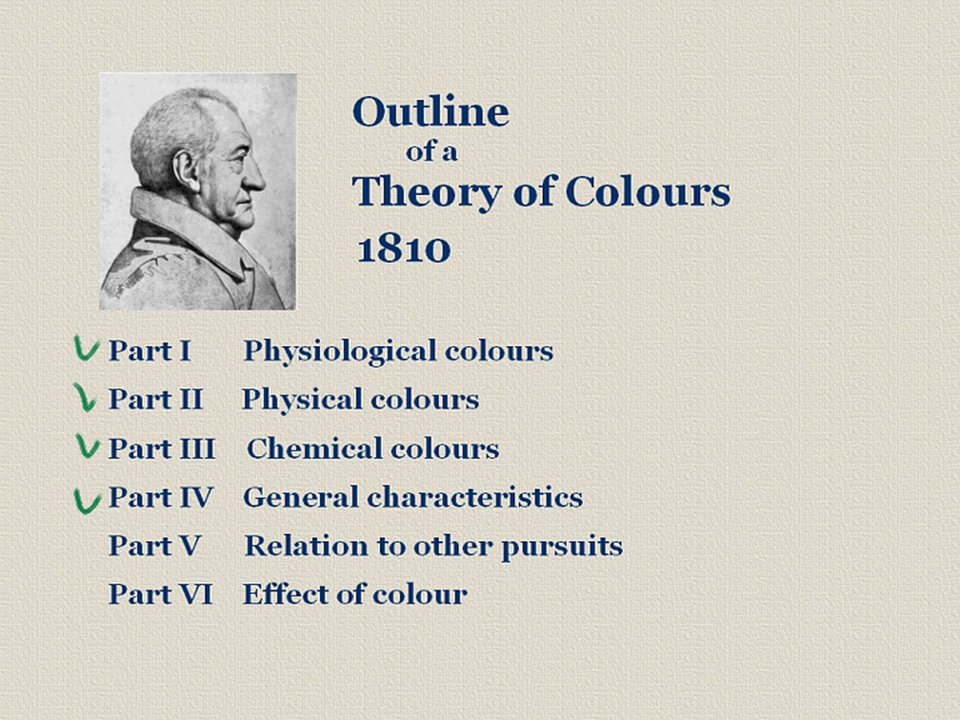 Outline
of a
Theory of Colours
1810
Part I Physiological colours
Part II Physical colours
Part III Chemical colours
Part IV General characteristics
Part V Relation to other pursuits
Part VI Effect of colour